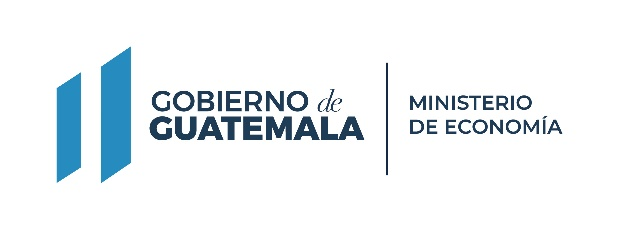 GOBIERNO de
GUATEMALA
MINISTERIO
DE ECONOMÍA